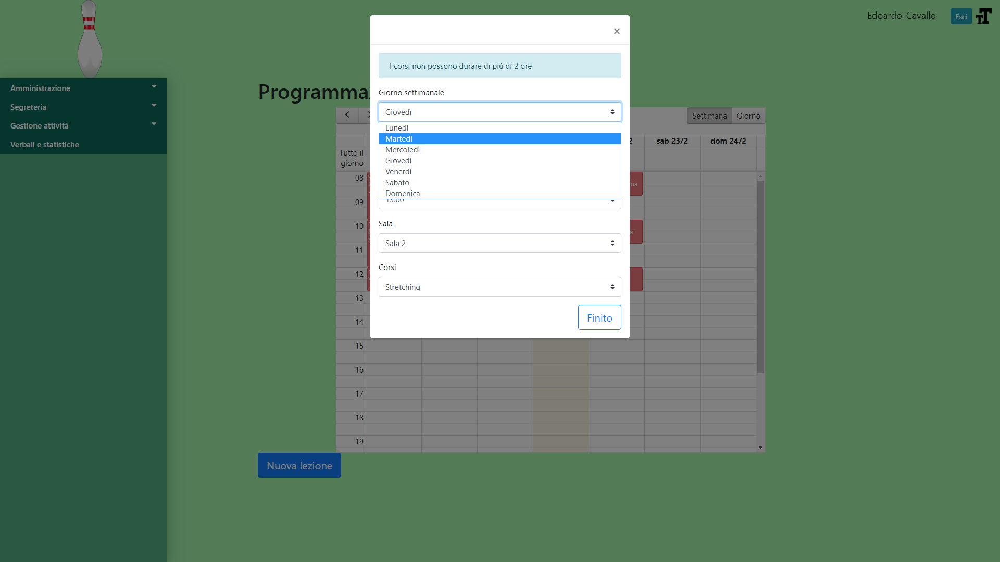 Edoardo Cavallo
Esci
×
I corsi non possono durare di più di 2 ore
Amministrazione
Segreteria
Gestione attività
Verbali e statistiche
Giorno settimanale
Giovedì
Lunedì
Martedì
Mercoledì
Giovedì
Venerdì
Sabato
Domenica
13:00
Sala
Sala 2
Corsi
Stretching
Finito
Settimana Giorno
sab 23/2 dom 24/2
Tutto il
giorno
08
09
10
11
12
13
14
15
16
17
18
19
Nuova lezione